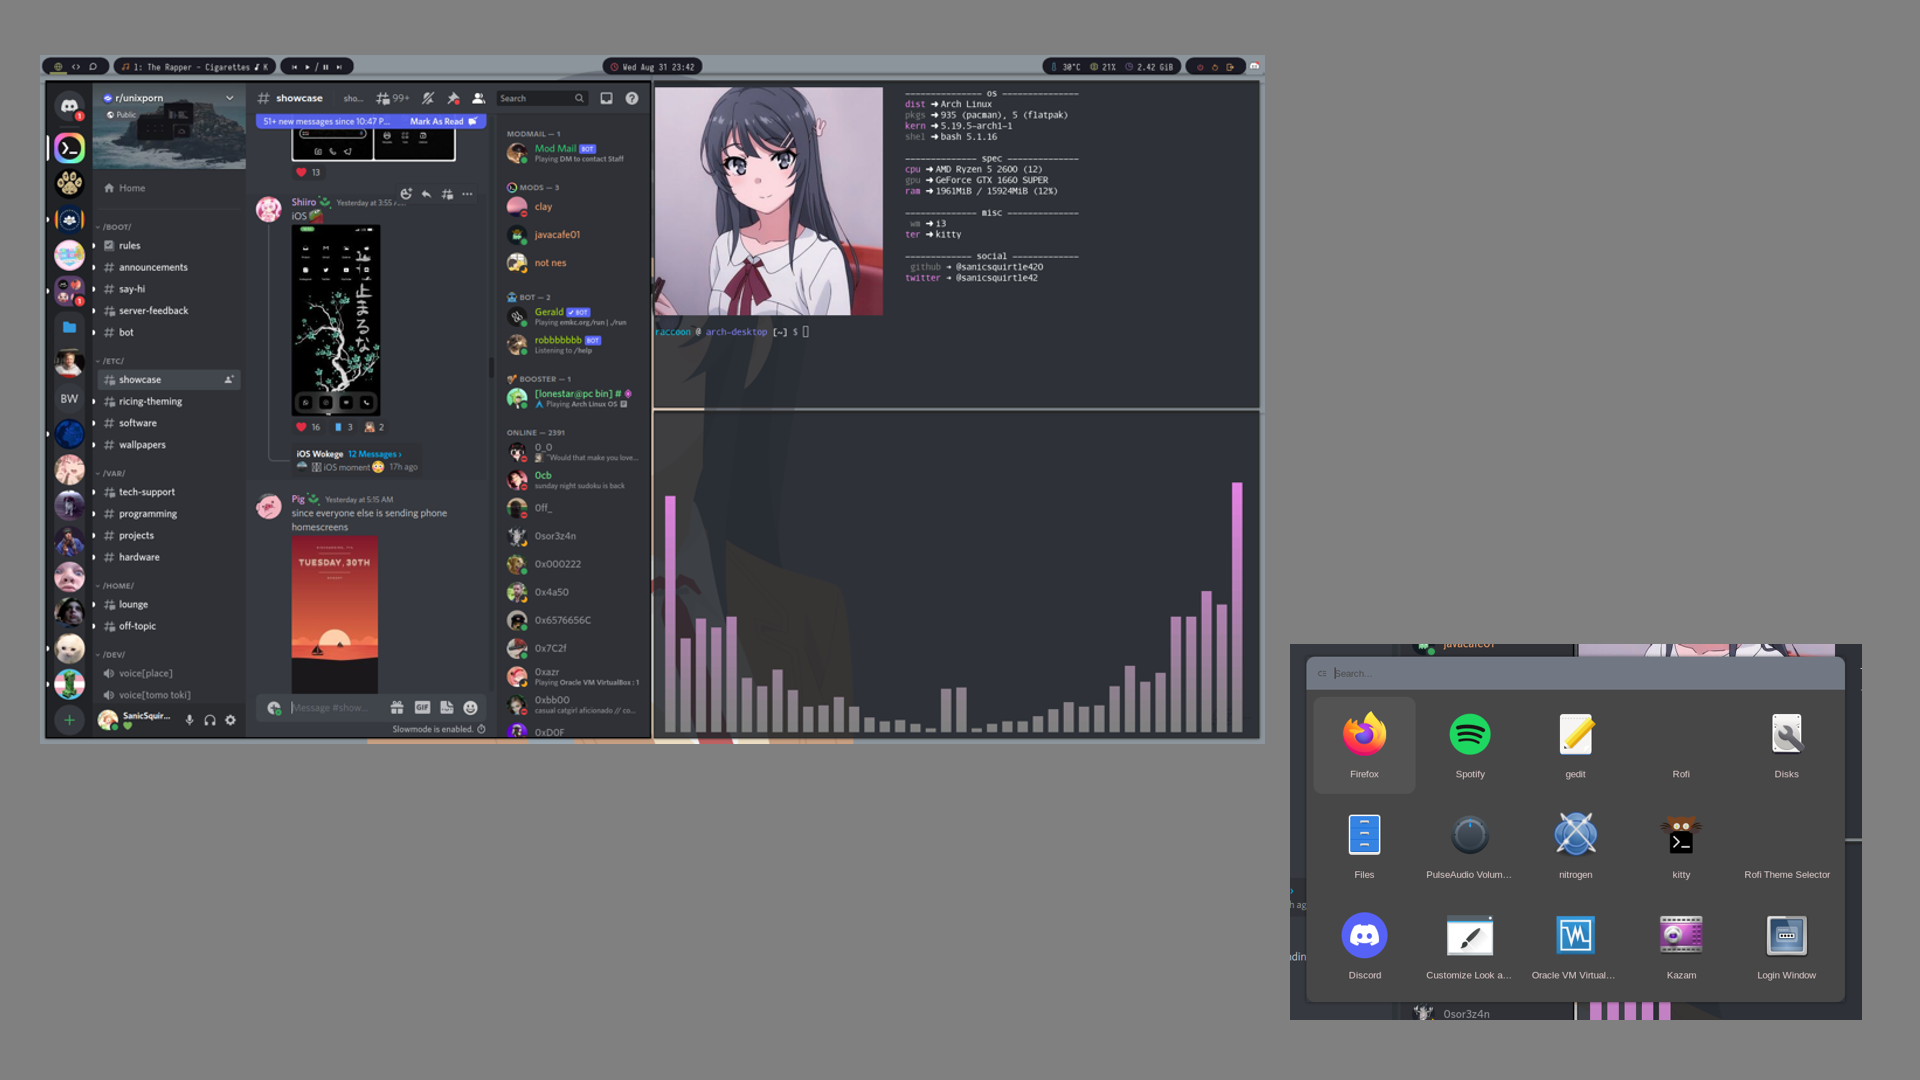 1: The Rapper - Cigarettes
Wed Aug 31 23:42
30°C 21% 2.42 GiB
r/unixporn
Public
Home
/BOOT/
rules
announcements
say-hi
server-feedback
bot
/ETC/
BW
showcase
ricing-theming
software
wallpapers
/VAR/
tech-support
programming
projects
hardware
/HOME/
lounge
off-topic
/DEV/
voice[place]
voice[tomo toki]
SanicSquir...
showcase
sho...
99+
Search
51+ new messages since 10:47 P... Mark As Read
13
Shiiro Yesterday at 3:55
iOS
16 3 2
iOS Wokege 12 Messages ›
iOS moment 17h ago
Pig Yesterday at 5:15 AM
since everyone else is sending phone
homescreens
TUESDAY, 30TH
Message #show...
GIF
Slowmode is enabled.
MODMAIL — 1
Mod Mail BOT
Playing DM to contact Staff
MODS — 3
clay
javacafe01
not nes
BOT — 2
Gerald BOT
Playing emkc.org/run | ./run
robbbbbbb BOT
Listening to /help
BOOSTER — 1
[lonestar@pc bin] #
Playing Arch Linux OS
ONLINE — 2391
0_0
"Would that make you love...
0cb
sunday night sudoku is back
0ff_
0sor3z4n
0x000222
0x4a50
0x6576656C
0x7C2f
0xazr
Playing Oracle VM VirtualBox : 1
0xbb00
casual catgirl aficionado // co...
0xD0F
os
dist ➜ Arch Linux
pkgs ➜ 935 (pacman), 5 (flatpak)
kern ➜ 5.19.5-arch1-1
shel ➜ bash 5.1.16
spec
cpu ➜ AMD Ryzen 5 2600 (12)
gpu ➜ GeForce GTX 1660 SUPER
ram ➜ 1961MiB / 15924MiB (12%)
misc
wm ➜ i3
ter ➜ kitty
social
github ➜ @sanicsquirtle420
twitter ➜ @sanicsquirtle42
raccoon @ arch-desktop [~] $
javacafe01
Search...
Firefox
Spotify
gedit
Rofi
Disks
Files
PulseAudio Volum...
nitrogen
kitty
Rofi Theme Selector
Discord
Customize Look a...
Oracle VM Virtual...
Kazam
Login Window
h ag
0sor3z4n